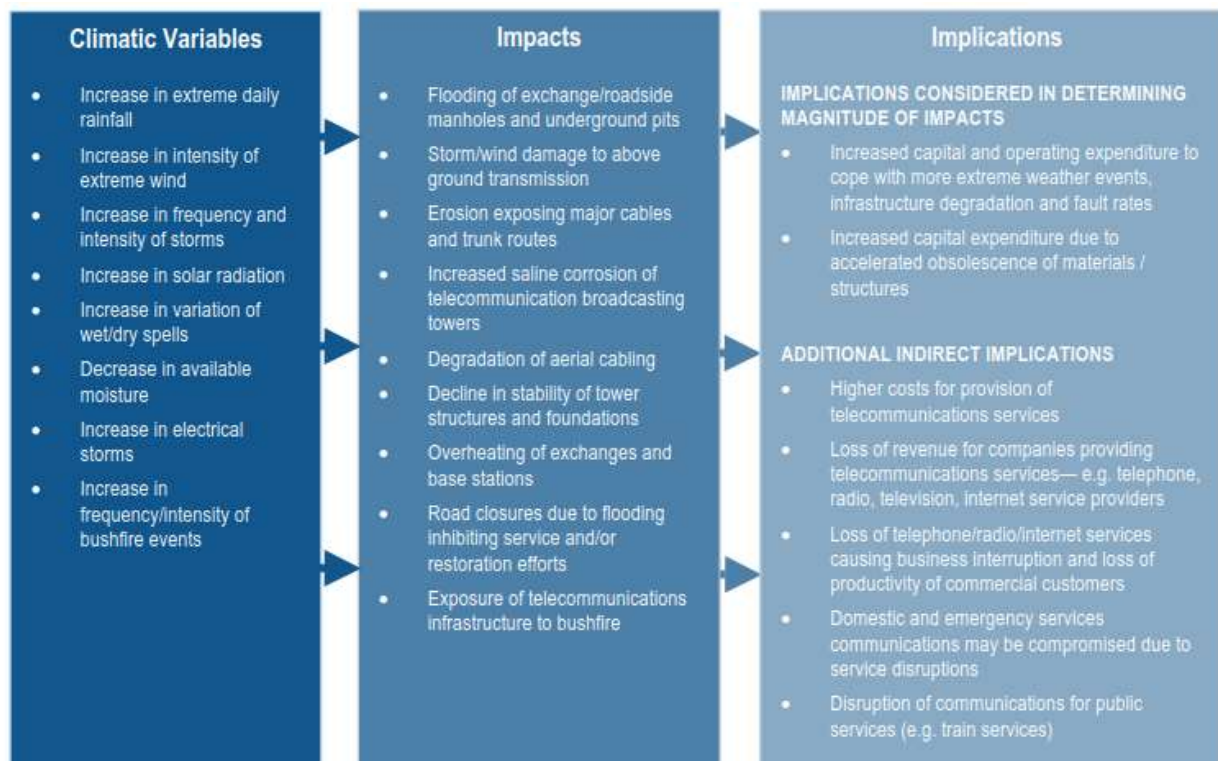 Climatic Variables
• Increase in extreme daily
rainfall
• Increase in intensity of
extreme wind
• Increase in frequency and
intensity of storms
• Increase in solar radiation
• Increase in variation of
wet/dry spells
• Decrease in available
moisture
• Increase in electrical
storms
• Increase in
frequency/intensity of
bushfire events
Impacts
• Flooding of exchange/roadside
manholes and underground pits
• Storm/wind damage to above
ground transmission
• Erosion exposing major cables
and trunk routes
• Increased saline corrosion of
telecommunication broadcasting
towers
• Degradation of aerial cabling
• Decline in stability of tower
structures and foundations
• Overheating of exchanges and
base stations
• Road closures due to flooding
inhibiting service and/or
restoration efforts
• Exposure of telecommunications
infrastructure to bushfire
Implications
IMPLICATIONS CONSIDERED IN DETERMINING
MAGNITUDE OF IMPACTS
• Increased capital and operating expenditure to
cope with more extreme weather events,
infrastructure degradation and fault rates
• Increased capital expenditure due to
accelerated obsolescence of materials /
structures
ADDITIONAL INDIRECT IMPLICATIONS
• Higher costs for provision of
telecommunications services
• Loss of revenue for companies providing
telecommunications services— e.g. telephone,
radio, television, internet service providers
• Loss of telephone/radio/internet services
causing business interruption and loss of
productivity of commercial customers
• Domestic and emergency services
communications may be compromised due to
service disruptions
• Disruption of communications for public
services (e.g. train services)